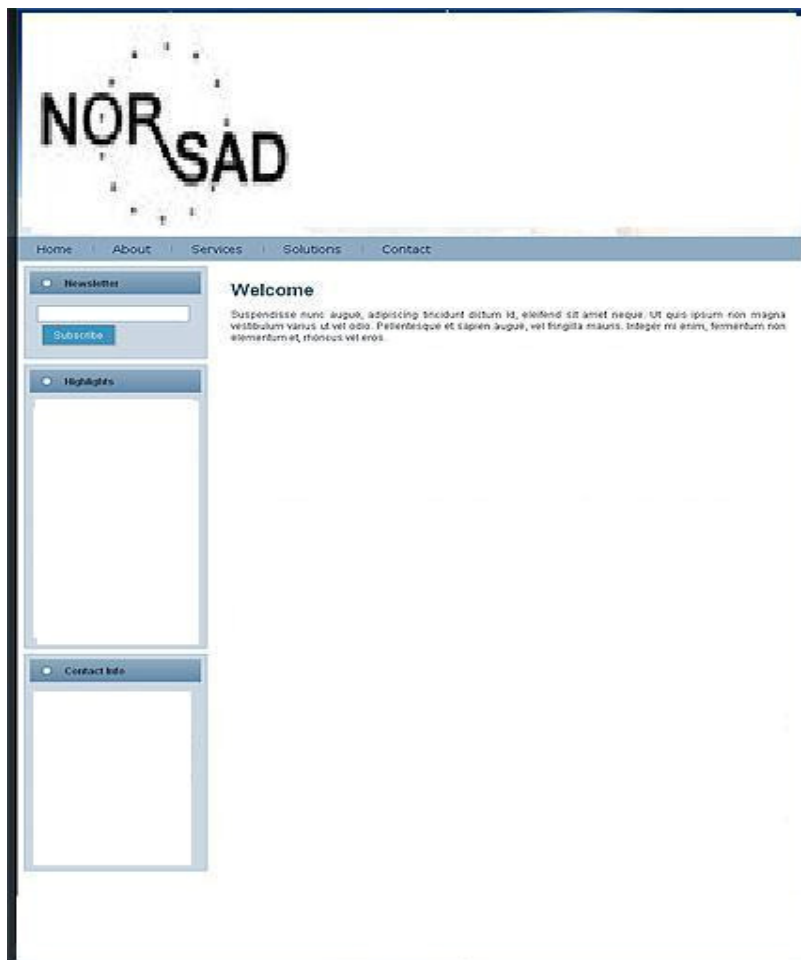 NORSAD
Home About Services Solutions Contact
Newsletter
Subscribe
Highlights
Contact Info
Welcome
Suspendisse nunc augue, adipiscing tincidunt dictum id, eleifend sit amet neque. Ut quis ipsum non magna
vestibulum varius ut vel odio. Pellentesque et sapien augue, vel fringilla mauris. Integer mi enim, fermentum non
elementum et, rhoncus vel eros.